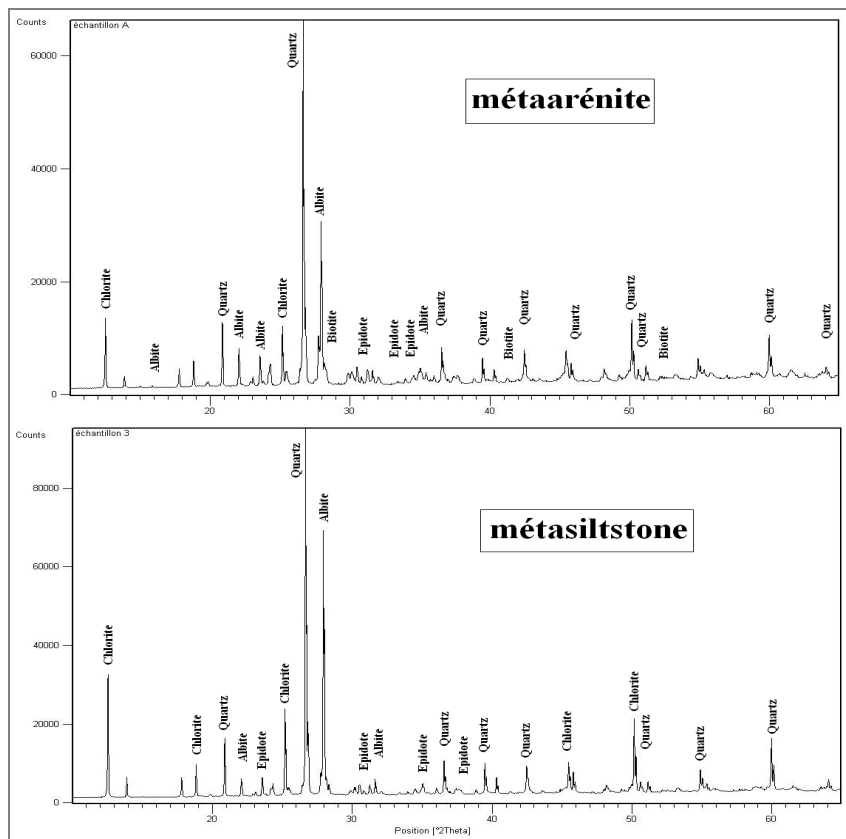 Counts
échantillon A
60000
40000
20000
0
métaarénite
Chlorite
Albite
Quartz
Albite
Albite
Chlorite
Quartz
Albite
Biotite
Epidote
Epidote
Epidote
Albite
Quartz
Quartz
Biotite
Quartz
Quartz
Quartz
Quartz
Biotite
Quartz
Quartz
20
30
40
50
60
Counts
échantillon 3
80000
60000
40000
20000
0
métasiltstone
Chlorite
Chlorite
Quartz
Albite
Epidote
Chlorite
Quartz
Albite
Epidote
Albite
Epidote
Quartz
Epidote
Quartz
Quartz
Chlorite
Chlorite
Quartz
Quartz
Quartz
20
30
40
50
60
Position [°2Theta]